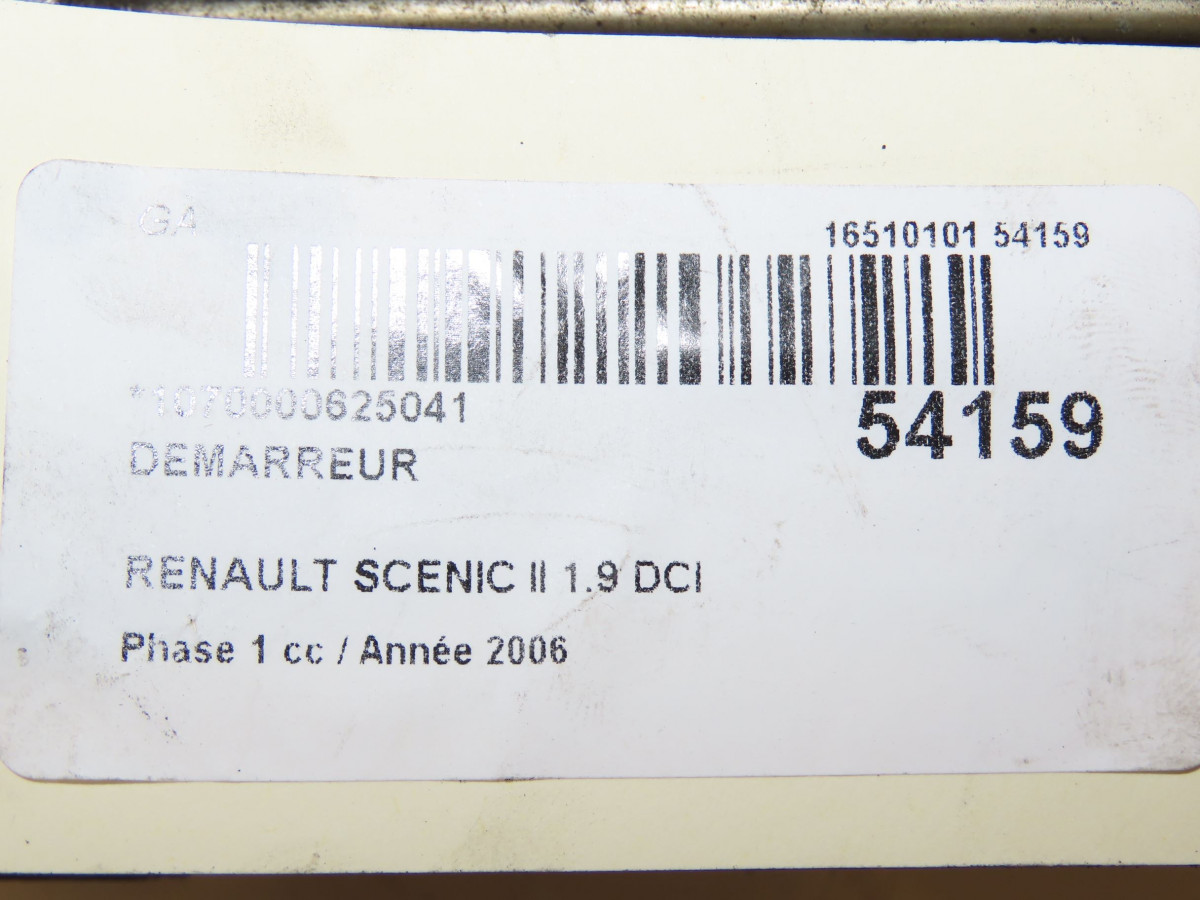 GA
16510101 54159
*1070000625041
54159
DEMARREUR
RENAULT SCENIC II 1.9 DCI
Phase 1 cc / Année 2006